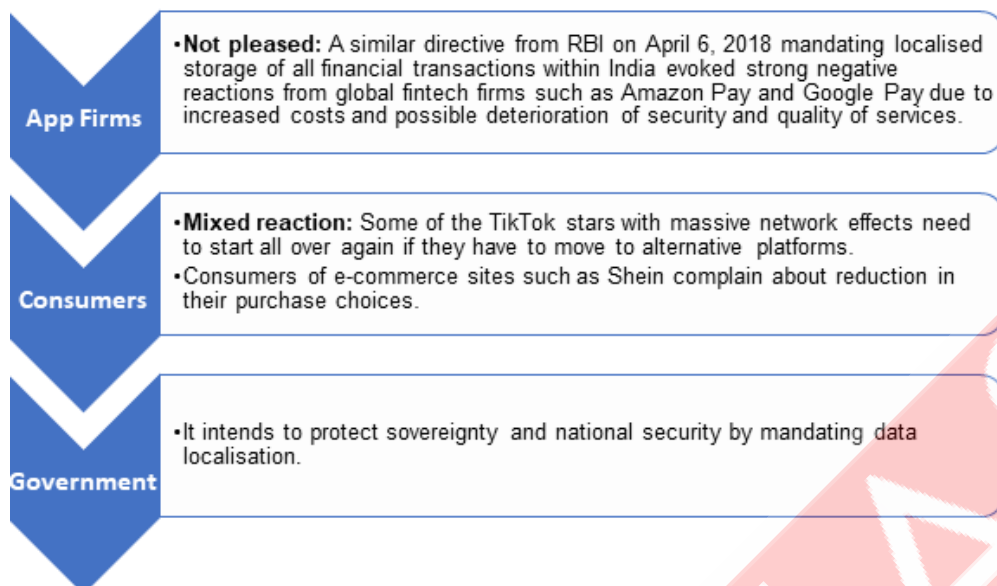 App Firms
•Not pleased: A similar directive from RBI on April 6, 2018 mandating localised
storage of all financial transactions within India evoked strong negative
reactions from global fintech firms such as Amazon Pay and Google Pay due to
increased costs and possible deterioration of security and quality of services.
Consumers
•Mixed reaction: Some of the TikTok stars with massive network effects need
to start all over again if they have to move to alternative platforms.
•Consumers of e-commerce sites such as Shein complain about reduction in
their purchase choices.
Government
•It intends to protect sovereignty and national security by mandating data
localisation.